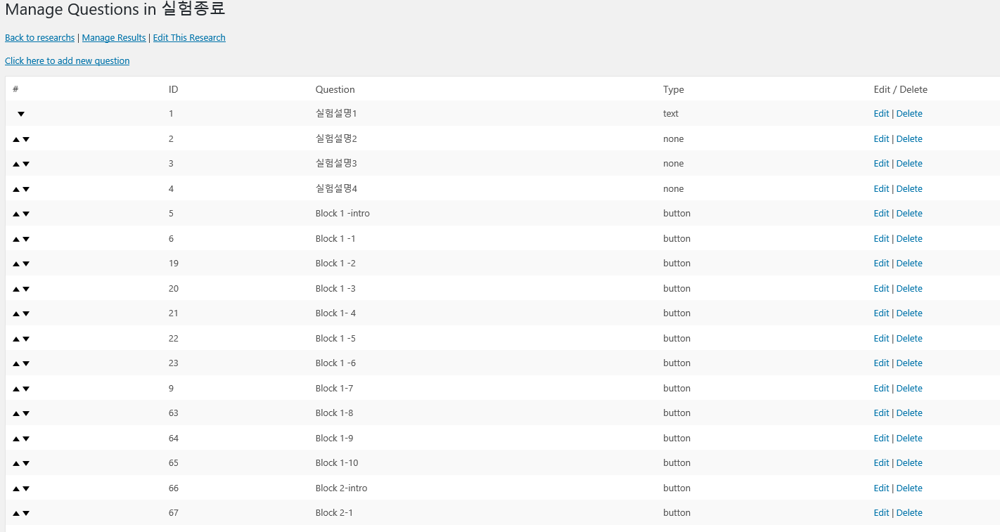 Manage Questions in 실험종료
Back to researchs | Manage Results | Edit This Research
Click here to add new question
# ID Question Type Edit / Delete
1 실험설명1 text Edit | Delete
2 실험설명2 none Edit | Delete
3 실험설명3 none Edit | Delete
4 실험설명4 none Edit | Delete
5 Block 1 -intro button Edit | Delete
6 Block 1 -1 button Edit | Delete
19 Block 1 -2 button Edit | Delete
20 Block 1 -3 button Edit | Delete
21 Block 1- 4 button Edit | Delete
22 Block 1 -5 button Edit | Delete
23 Block 1 -6 button Edit | Delete
9 Block 1-7 button Edit | Delete
63 Block 1-8 button Edit | Delete
64 Block 1-9 button Edit | Delete
65 Block 1-10 button Edit | Delete
66 Block 2-intro button Edit | Delete
67 Block 2-1 button Edit | Delete